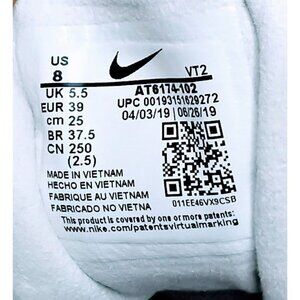 US
8
VT2
UK 5.5
EUR 39
cm 25
BR 37.5
CN 250
(2.5)
AT6174-102
UPC 00193151629272
04/03/19 06/26/19
MADE IN VIETNAM
HECHO EN VIETNAM
FABRIQUE AU VIETNAM
FABRICADO NO VIETNAM
011EE46VX9CSB
This product is covered by one or more patents.
www.nike.com/patentsvirtualmarking